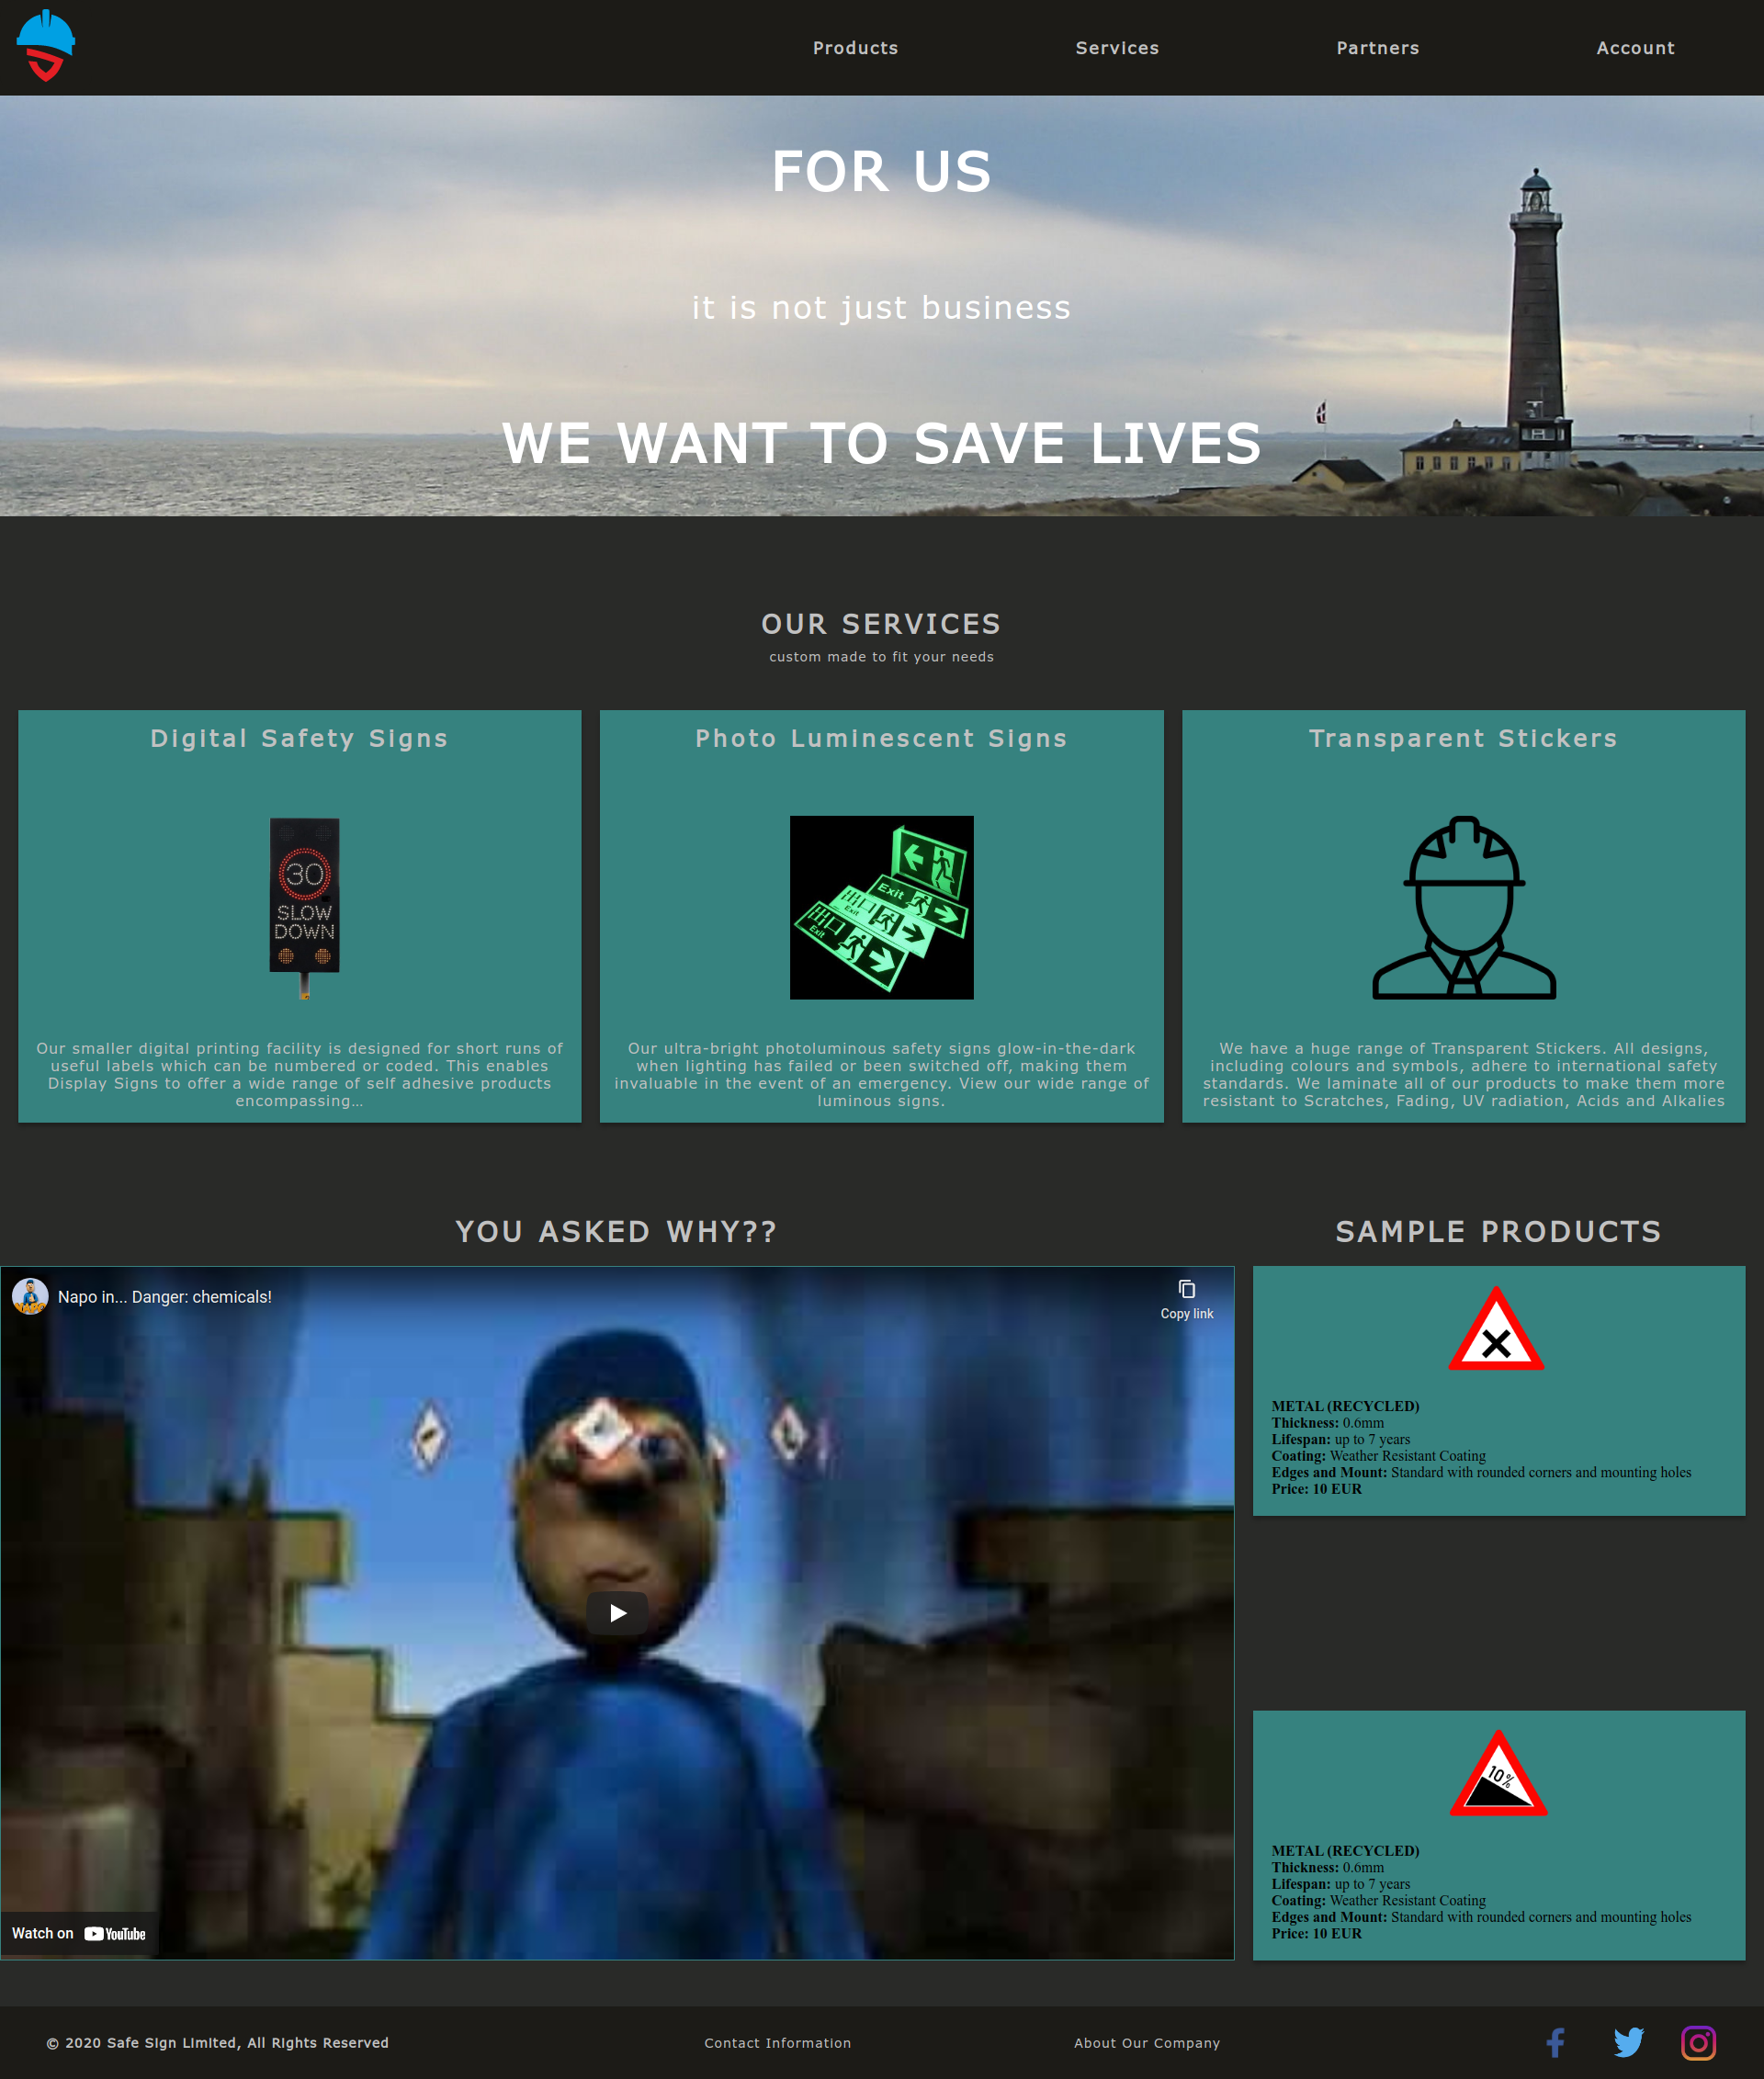 Products Services Partners Account
FOR US
it is not just business
WE WANT TO SAVE LIVES
OUR SERVICES
custom made to fit your needs
Digital Safety Signs
30
SLOW
DOWN
Our smaller digital printing facility is designed for short runs of
useful labels which can be numbered or coded. This enables
Display Signs to offer a wide range of self adhesive products
encompassing...
Photo Luminescent Signs
Exit
Exit
Exit
Our ultra-bright photoluminous safety signs glow-in-the-dark
when lighting has failed or been switched off, making them
invaluable in the event of an emergency. View our wide range of
luminous signs.
Transparent Stickers
We have a huge range of Transparent Stickers. All designs,
including colours and symbols, adhere to international safety
standards. We laminate all of our products to make them more
resistant to Scratches, Fading, UV radiation, Acids and Alkalies
YOU ASKED WHY??
NAPO
Napo in... Danger: chemicals!
Copy link
Watch on YouTube
SAMPLE PRODUCTS
METAL (RECYCLED)
Thickness: 0.6mm
Lifespan: up to 7 years
Coating: Weather Resistant Coating
Edges and Mount: Standard with rounded corners and mounting holes
Price: 10 EUR
10%
METAL (RECYCLED)
Thickness: 0.6mm
Lifespan: up to 7 years
Coating: Weather Resistant Coating
Edges and Mount: Standard with rounded corners and mounting holes
Price: 10 EUR
© 2020 Safe Sign Limited, All Rights Reserved
Contact Information
About Our Company